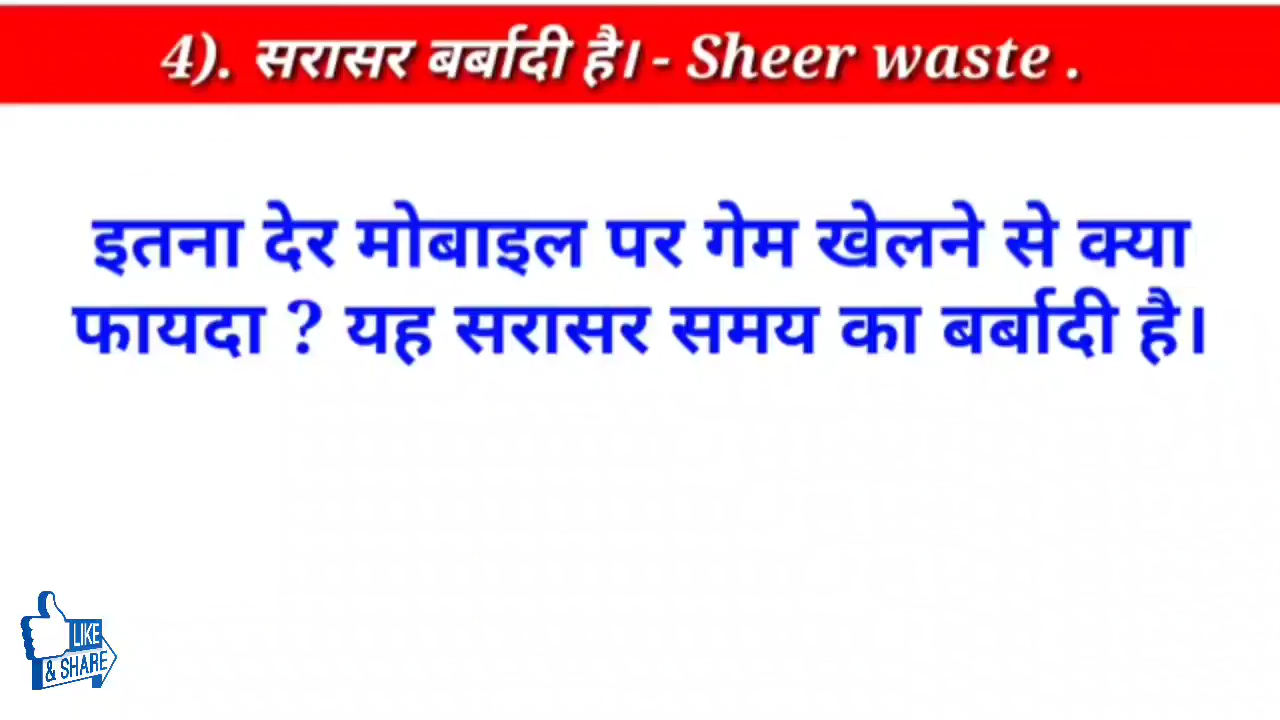 4). सरासर बर्बादी है। - Sheer waste .
इतना देर मोबाइल पर गेम खेलने से क्या
फायदा ? यह सरासर समय का बर्बादी है।
LIKE
& SHARE